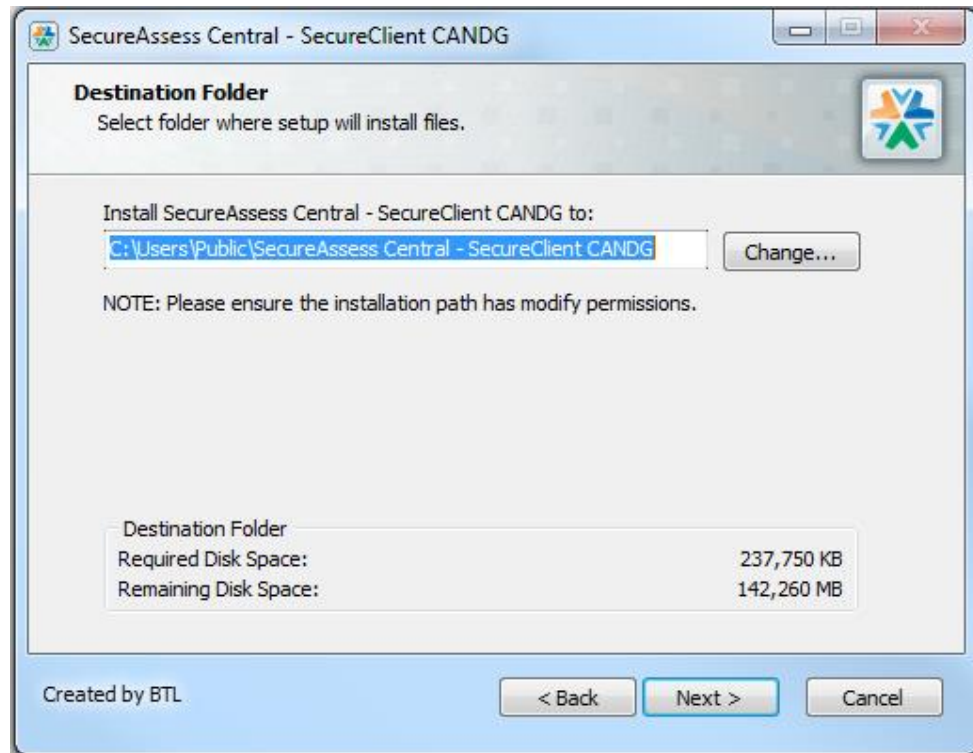 SecureAssess Central - SecureClient CANDG
Destination Folder
Select folder where setup will install files.
Install SecureAssess Central - SecureClient CANDG to:
C:\Users\Public\SecureAssess Central - SecureClient CANDG
Change...
NOTE: Please ensure the installation path has modify permissions.
Destination Folder
Required Disk Space: 237,750 KB
Remaining Disk Space: 142,260 MB
Created by BTL
< Back
Next >
Cancel